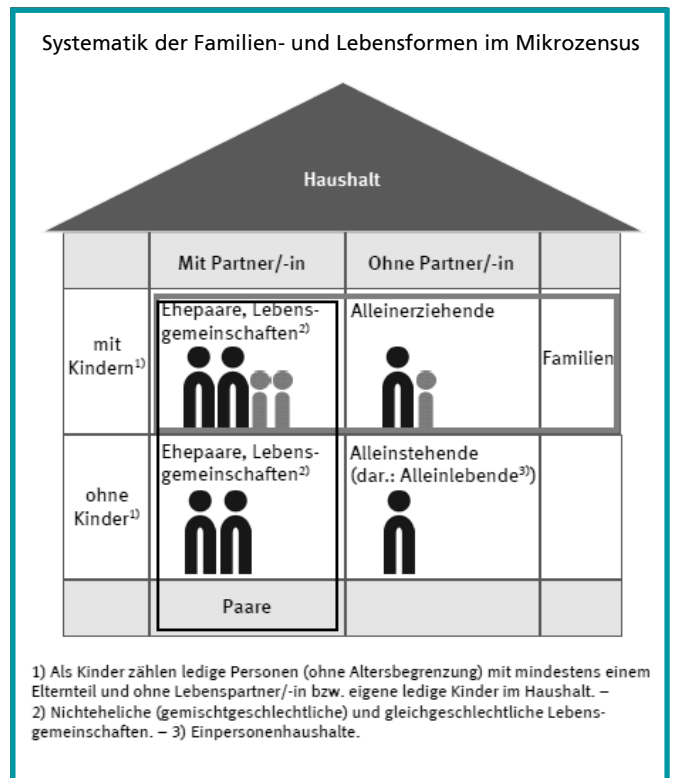 Systematik der Familien- und Lebensformen im Mikrozensus
Haushalt
Mit Partner/-in
Ohne Partner/-in
mit
Kindern1)
Ehepaare, Lebens-
gemeinschaften2)
Alleinerziehende
Familien
ohne
Kinder1)
Ehepaare, Lebens-
gemeinschaften2)
Alleinstehende
(dar.: Alleinlebende3))
Paare
1) Als Kinder zählen ledige Personen (ohne Altersbegrenzung) mit mindestens einem
Elternteil und ohne Lebenspartner/-in bzw. eigene ledige Kinder im Haushalt. –
2) Nichteheliche (gemischtgeschlechtliche) und gleichgeschlechtliche Lebens-
gemeinschaften. – 3) Einpersonenhaushalte.